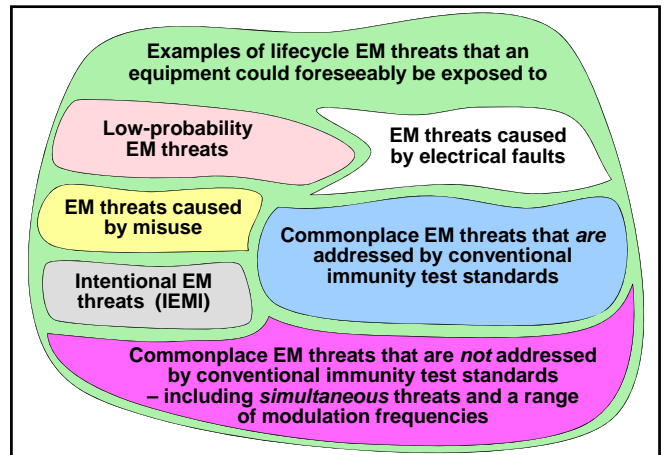 Examples of lifecycle EM threats that an
equipment could foreseeably be exposed to
Low-probability
EM threats
EM threats caused
by electrical faults
EM threats caused
by misuse
Commonplace EM threats that are
addressed by conventional
immunity test standards
Intentional EM
threats (IEMI)
Commonplace EM threats that are not addressed
by conventional immunity test standards
– including simultaneous threats and a range
of modulation frequencies